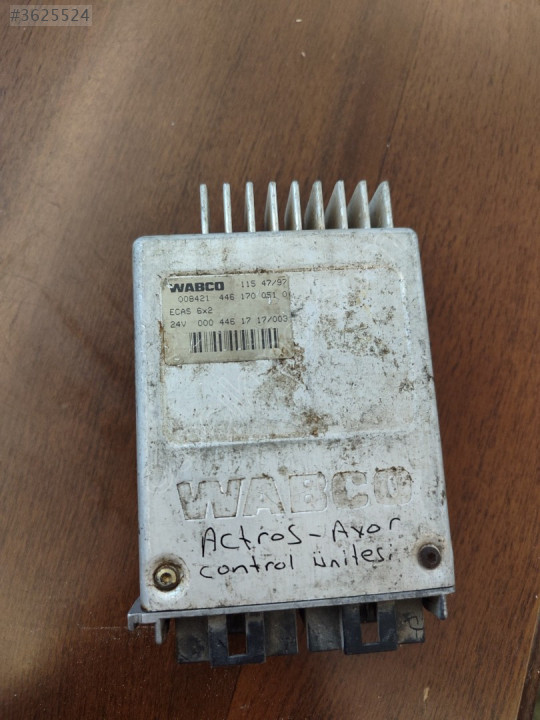 #3625524
WABCO 115 47/97
008421 446 170 051 0
ECAS 6x2
24V 000 446 17 17/003
WABCO
Actros-Axor
control ünitesi